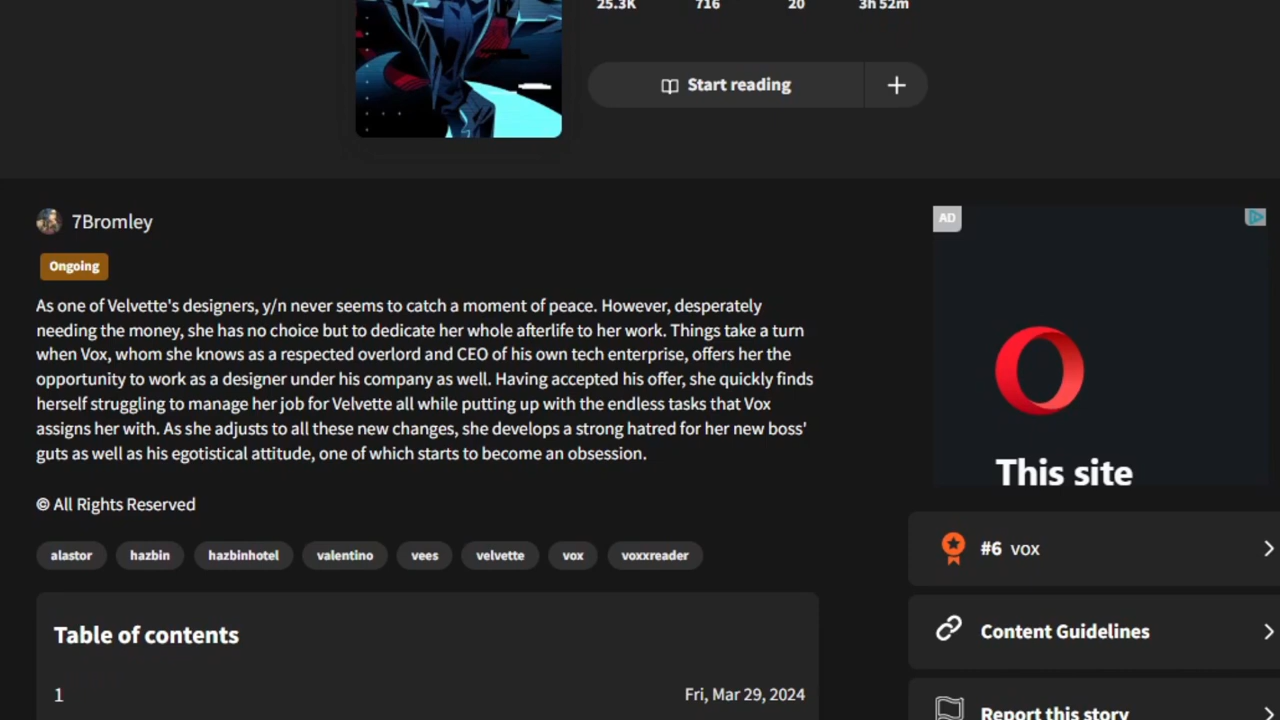 25.3K 716 20 3h 52m
Start reading
7Bromley
Ongoing
As one of Velvette's designers, y/n never seems to catch a moment of peace. However, desperately
needing the money, she has no choice but to dedicate her whole afterlife to her work. Things take a turn
when Vox, whom she knows as a respected overlord and CEO of his own tech enterprise, offers her the
opportunity to work as a designer under his company as well. Having accepted his offer, she quickly finds
herself struggling to manage her job for Velvette all while putting up with the endless tasks that Vox
assigns her with. As she adjusts to all these new changes, she develops a strong hatred for her new boss'
guts as well as his egotistical attitude, one of which starts to become an obsession.
© All Rights Reserved
alastor hazbin hazbinhotel valentino vees velvette vox voxxreader
Table of contents
1 Fri, Mar 29, 2024
AD
This site
#6 vox
Content Guidelines
Report this story